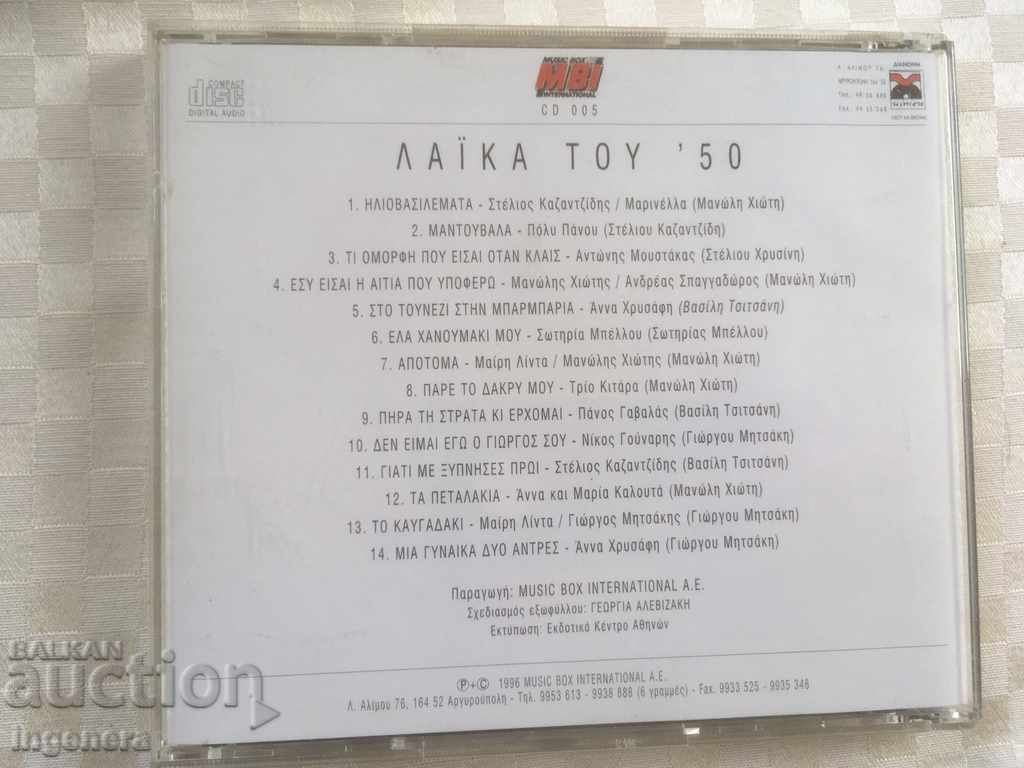 COMPACT
disc
DIGITAL AUDIO
MUSIC BOX
MBI
INTERNATIONAL
CD 005
ΔΙΑΝΟΜΗ
ΛΑΪΚΑ ΤΟΥ '50
1. ΗΛΙΟΒΑΣΙΛΕΜΑΤΑ - Στέλιος Καζαντζίδης / Μαρινέλλα (Μανώλη Χιώτη)
2. ΜΑΝΤΟΥΒΑΛΑ - Πόλυ Πάνου (Στέλιου Καζαντζίδη)
3. ΤΙ ΟΜΟΡΦΗ ΠΟΥ ΕΙΣΑΙ ΟΤΑΝ ΚΛΑΙΣ - Αντώνης Μουστάκας (Στέλιου Χρυσίνη)
4. ΕΣΥ ΕΙΣΑΙ Η ΑΙΤΙΑ ΠΟΥ ΥΠΟΦΕΡΩ - Μανώλης Χιώτης / Ανδρέας Σπαγγαδώρος (Μανώλη Χιώτη)
5. ΣΤΟ ΤΟΥΝΕΖΙ ΣΤΗΝ ΜΠΑΡΜΠΑΡΙΑ - Άννα Χρυσάφη (Βασίλη Τσιτσάνη)
6. ΕΛΑ ΧΑΝΟΥΜΑΚΙ ΜΟΥ - Σωτηρία Μπέλλου (Σωτηρίας Μπέλλου)
7. ΑΠΟΤΟΜΑ - Μαίρη Λίντα / Μανώλης Χιώτης (Μανώλη Χιώτη)
8. ΠΑΡΕ ΤΟ ΔΑΚΡΥ ΜΟΥ - Τρίο Κιτάρα (Μανώλη Χιώτη)
9. ΠΗΡΑ ΤΗ ΣΤΡΑΤΑ ΚΙ ΕΡΧΟΜΑΙ - Πάνος Γαβαλάς (Βασίλη Τσιτσάνη)
10. ΔΕΝ ΕΙΜΑΙ ΕΓΩ Ο ΓΙΩΡΓΟΣ ΣΟΥ - Νίκος Γούναρης (Γιώργου Μητσάκη)
11. ΓΙΑΤΙ ΜΕ ΞΥΠΝΗΣΕΣ ΠΡΩΙ - Στέλιος Καζαντζίδης (Βασίλη Τσιτσάνη)
12. ΤΑ ΠΕΤΑΛΑΚΙΑ - Άννα και Μαρία Καλουτά (Μανώλη Χιώτη)
13. ΤΟ ΚΑΥΓΑΔΑΚΙ - Μαίρη Λίντα / Γιώργος Μητσάκης (Γιώργου Μητσάκη)
14. ΜΙΑ ΓΥΝΑΙΚΑ ΔΥΟ ΑΝΤΡΕΣ - Άννα Χρυσάφη (Γιώργου Μητσάκη)
Παραγωγή: MUSIC BOX INTERNATIONAL A.E.
Σχεδιασμός εξωφύλλου: ΓΕΩΡΓΙΑ ΑΛΕΒΙΖΑΚΗ
Εκτύπωση: Εκδοτικό Κέντρο Αθηνών
Ⓟ+Ⓒ 1996 MUSIC BOX INTERNATIONAL A.E.
Λ. Αλίμου 76, 164 52 Αργυρούπολη - Τηλ. 9953 613 - 9938 888 (6 γραμμές) - Fax. 9933 525 - 9935 346
BALKAN
auction
Ingenera